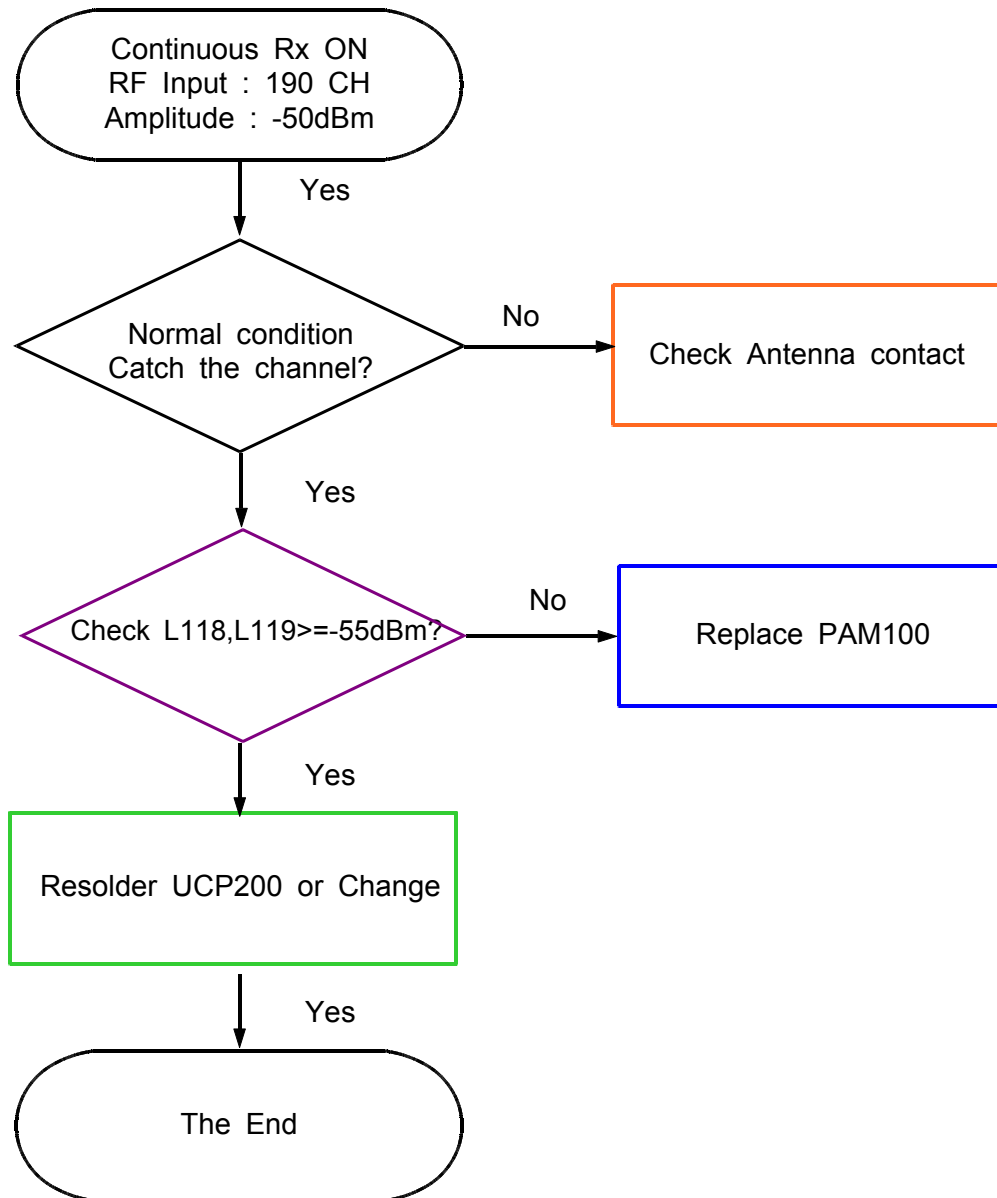 Continuous Rx ON
RF Input : 190 CH
Amplitude : -50dBm
Yes
Normal condition
Catch the channel?
No
Check Antenna contact
Yes
Check L118,L119>=-55dBm?
No
Replace PAM100
Yes
Resolder UCP200 or Change
Yes
The End